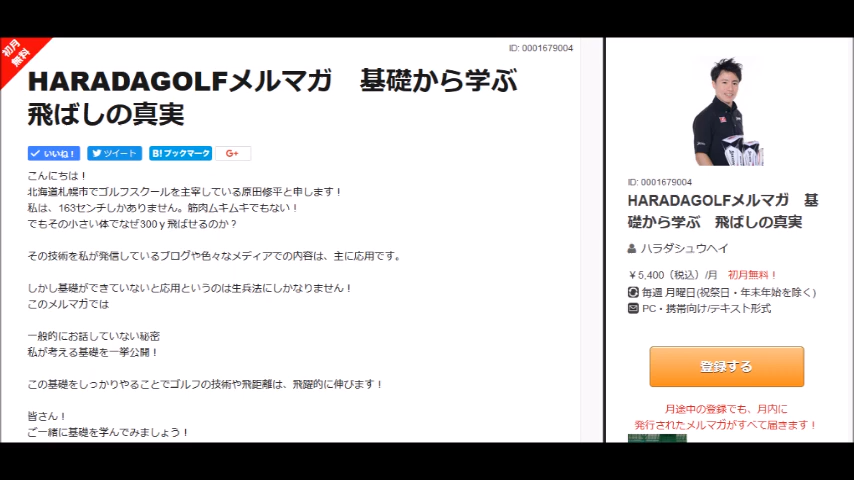 初月
無料
ID: 0001679004
HARADAGOLFメルマガ　基礎から学ぶ
飛ばしの真実
いいね！ ツイート B!ブックマーク G+
こんにちは！
北海道札幌市でゴルフスクールを主宰している原田修平と申します！
私は、163センチしかありません。筋肉ムキムキでもない！
でもその小さい体でなぜ300ｙ飛ばせるのか？
その技術を私が発信しているブログや色々なメディアでの内容は、主に応用です。
しかし基礎ができていないと応用というのは生兵法にしかなりません！
このメルマガでは
一般的にお話していない秘密
私が考える基礎を一挙公開！
この基礎をしっかりやることでゴルフの技術や飛距離は、飛躍的に伸びます！
皆さん！
ご一緒に基礎を学んでみましょう！
ID: 0001679004
HARADAGOLFメルマガ　基
礎から学ぶ　飛ばしの真実
ハラダシュウヘイ
￥5,400（税込）/月　初月無料！
毎週 月曜日(祝祭日・年末年始を除く)
PC・携帯向け/テキスト形式
登録する
月途中の登録でも、月内に
発行されたメルマガがすべて届きます！